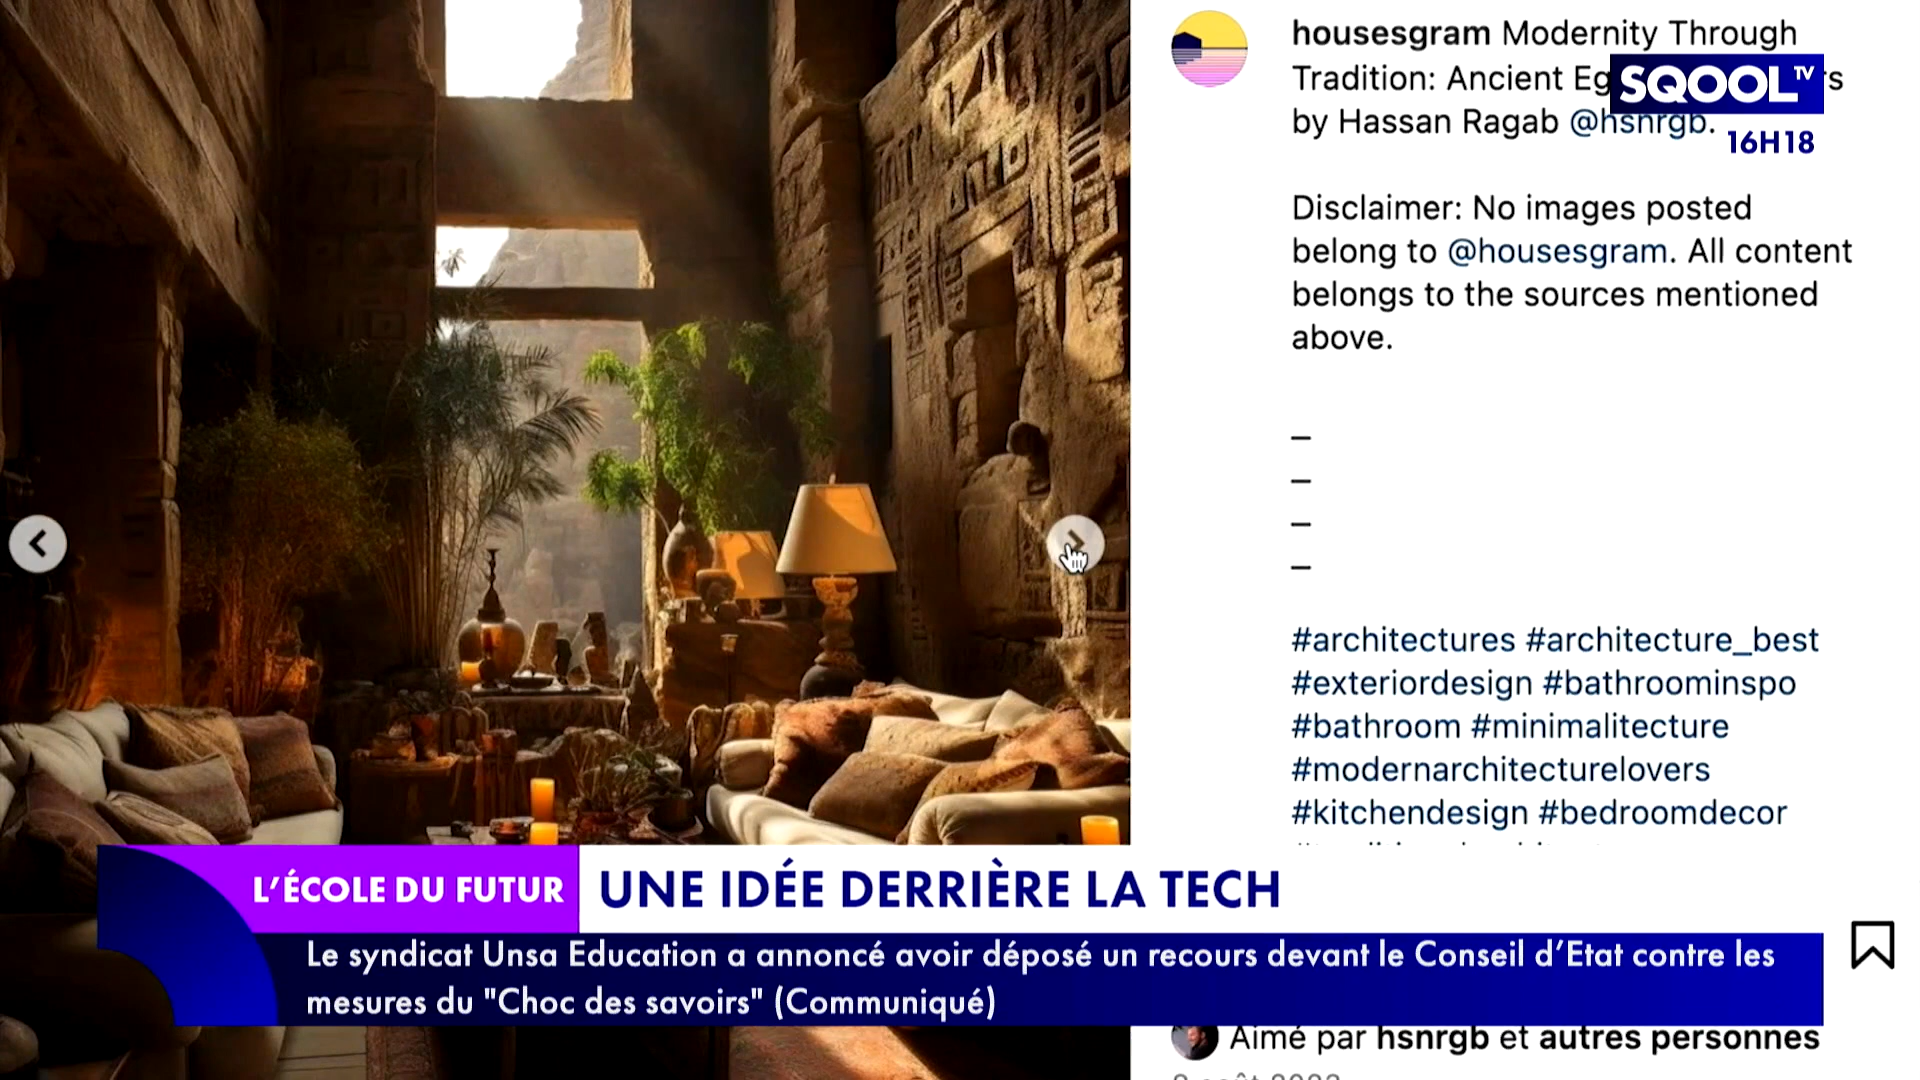 housesgram Modernity Through
Tradition: Ancient
by Hassan Ragab @hsnrgb.
SQOOL TV
16H18
Disclaimer: No images posted
belong to @housesgram. All content
belongs to the sources mentioned
above.
–
–
–
–
#architectures #architecture_best
#exteriordesign #bathroominspo
#bathroom #minimalitecture
#modernarchitecturelovers
#kitchendesign #bedroomdecor
L'ÉCOLE DU FUTUR
UNE IDÉE DERRIÈRE LA TECH
Le syndicat Unsa Education a annoncé avoir déposé un recours devant le Conseil d'Etat contre les
mesures du "Choc des savoirs" (Communiqué)
Aimé par hsnrgb et autres personnes